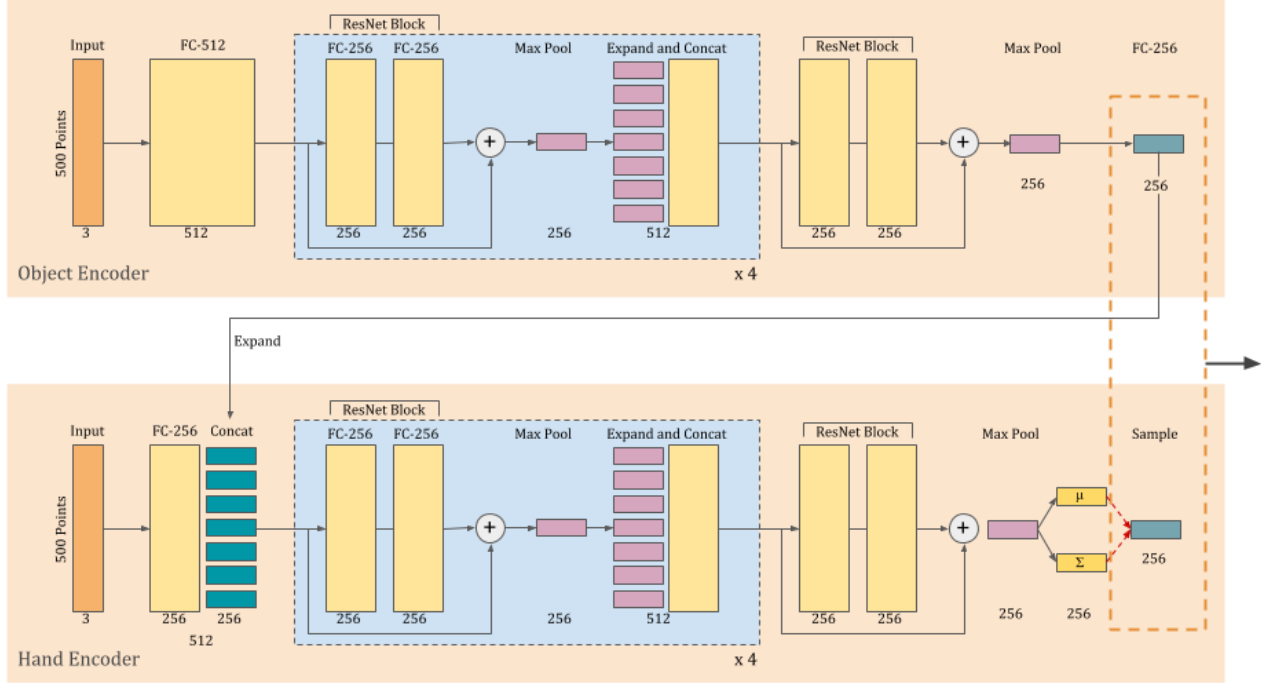 ResNet Block
Input FC-512 FC-256 FC-256 Max Pool Expand and Concat ResNet Block Max Pool FC-256
500 Points
+ +
256 256
3 512 256 256 256 512 256 256
Object Encoder x 4
Expand
ResNet Block
Input FC-256 Concat FC-256 FC-256 Max Pool Expand and Concat ResNet Block Max Pool Sample
500 Points
μ
+ +
Σ 256
3 256 256 256 256 256 512 256 256 256 256
512
Hand Encoder x 4